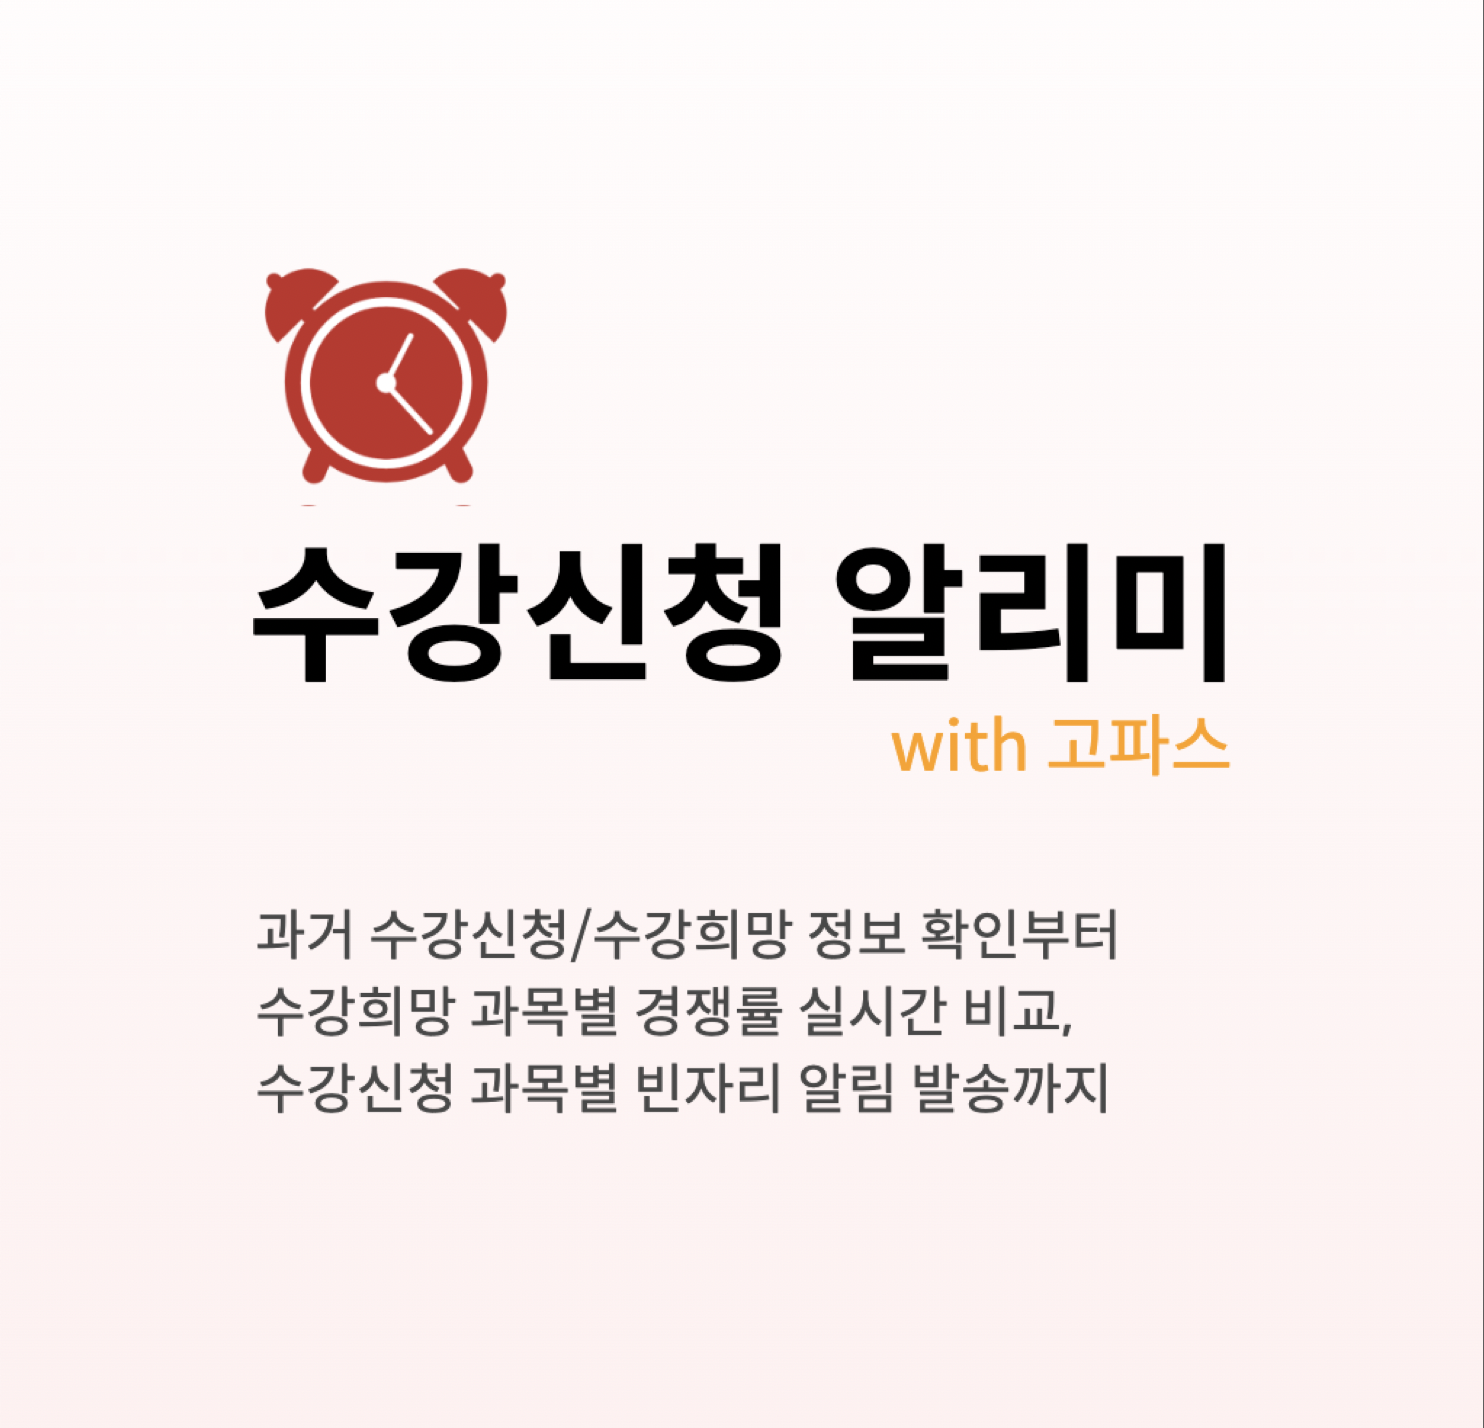 수강신청 알리미
with 고파스
과거 수강신청/수강희망 정보 확인부터
수강희망 과목별 경쟁률 실시간 비교,
수강신청 과목별 빈자리 알림 발송까지